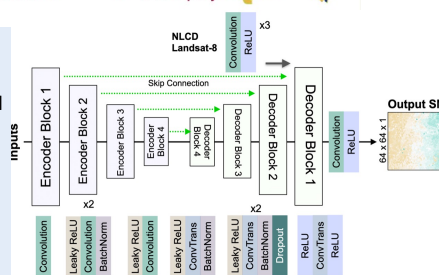 NLCD
Landsat-8
Convolution
ReLU
x3
Skip Connection
Inputs
Encoder Block 1
Encoder Block 2
Encoder Block 3
Encoder
Block 4
Decoder
Block 4
Decoder Block 3
Decoder Block 2
Decoder Block 1
Convolution
ReLU
64 x 64 x 1
x2
x2
Convolution
Leaky ReLU
Convolution
BatchNorm
Leaky ReLU
Convolution
Leaky ReLU
ConvTrans
BatchNorm
Leaky ReLU
ConvTrans
BatchNorm
Dropout
ReLU
ConvTrans
ReLU